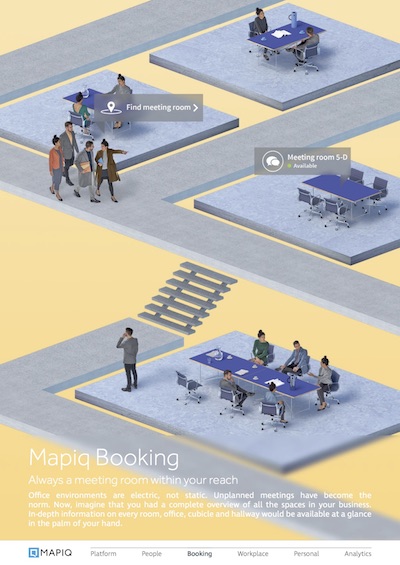 Find meeting room
Meeting room 5-D
Available
Mapiq Booking
Always a meeting room within your reach
Office environments are electric, not static. Unplanned meetings have become the
norm. Now, imagine that you had a complete overview of all the spaces in your business.
In-depth information on every room, office, cubicle and hallway would be available at a glance
in the palm of your hand.
MAPIQ Platform People Booking Workplace Personal Analytics